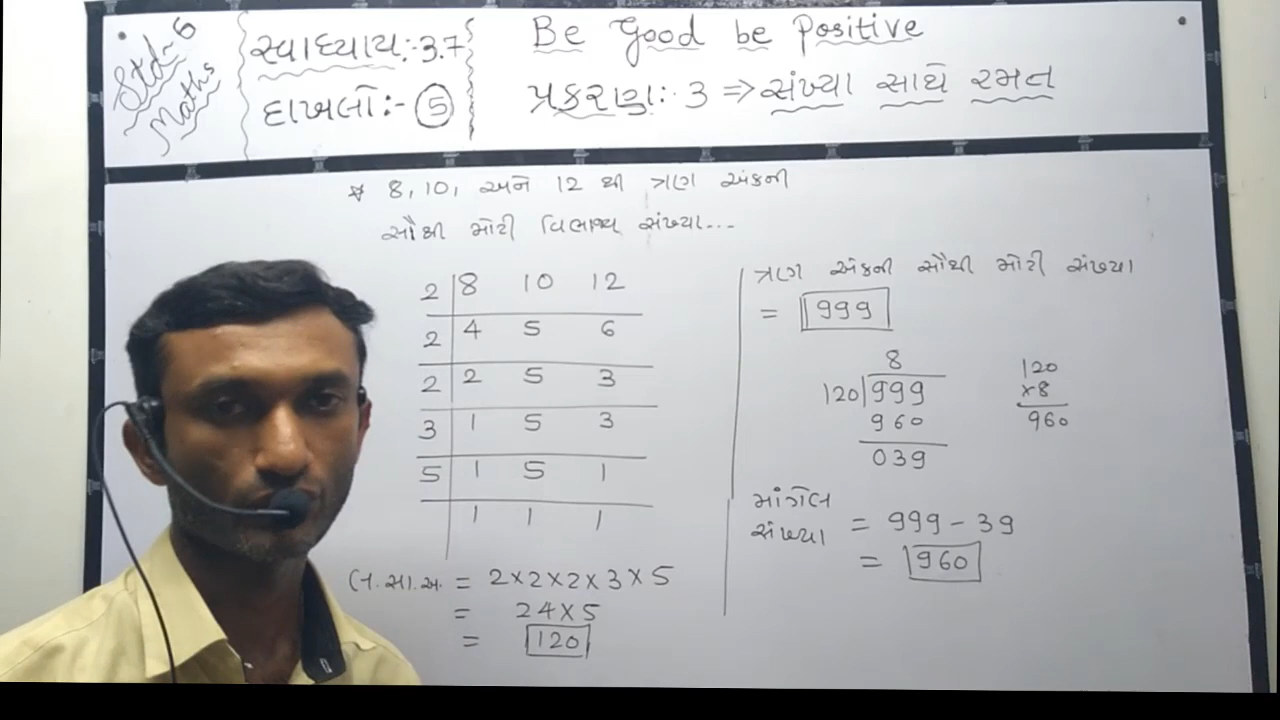 Std-6
Maths
સ્વાધ્યાય:-3.7
દાખલો:- 5
Be Good be Positive
પ્રકરણ:- 3 ⇒ સંખ્યા સાથે રમત
* 8, 10, અને 12 થી ત્રણ અંકની
સૌથી મોટી વિભાજ્ય સંખ્યા...
2 | 8 10 12
2 | 4 5 6
2 | 2 5 3
3 | 1 5 3
5 | 1 5 1
1 1 1
લ.સા.અ. = 2×2×2×3×5
= 24×5
= 120
ત્રણ અંકની સૌથી મોટી સંખ્યા
= 999
8
120|999
960
039
120
×8
960
માંગેલ
સંખ્યા = 999 - 39
= 960